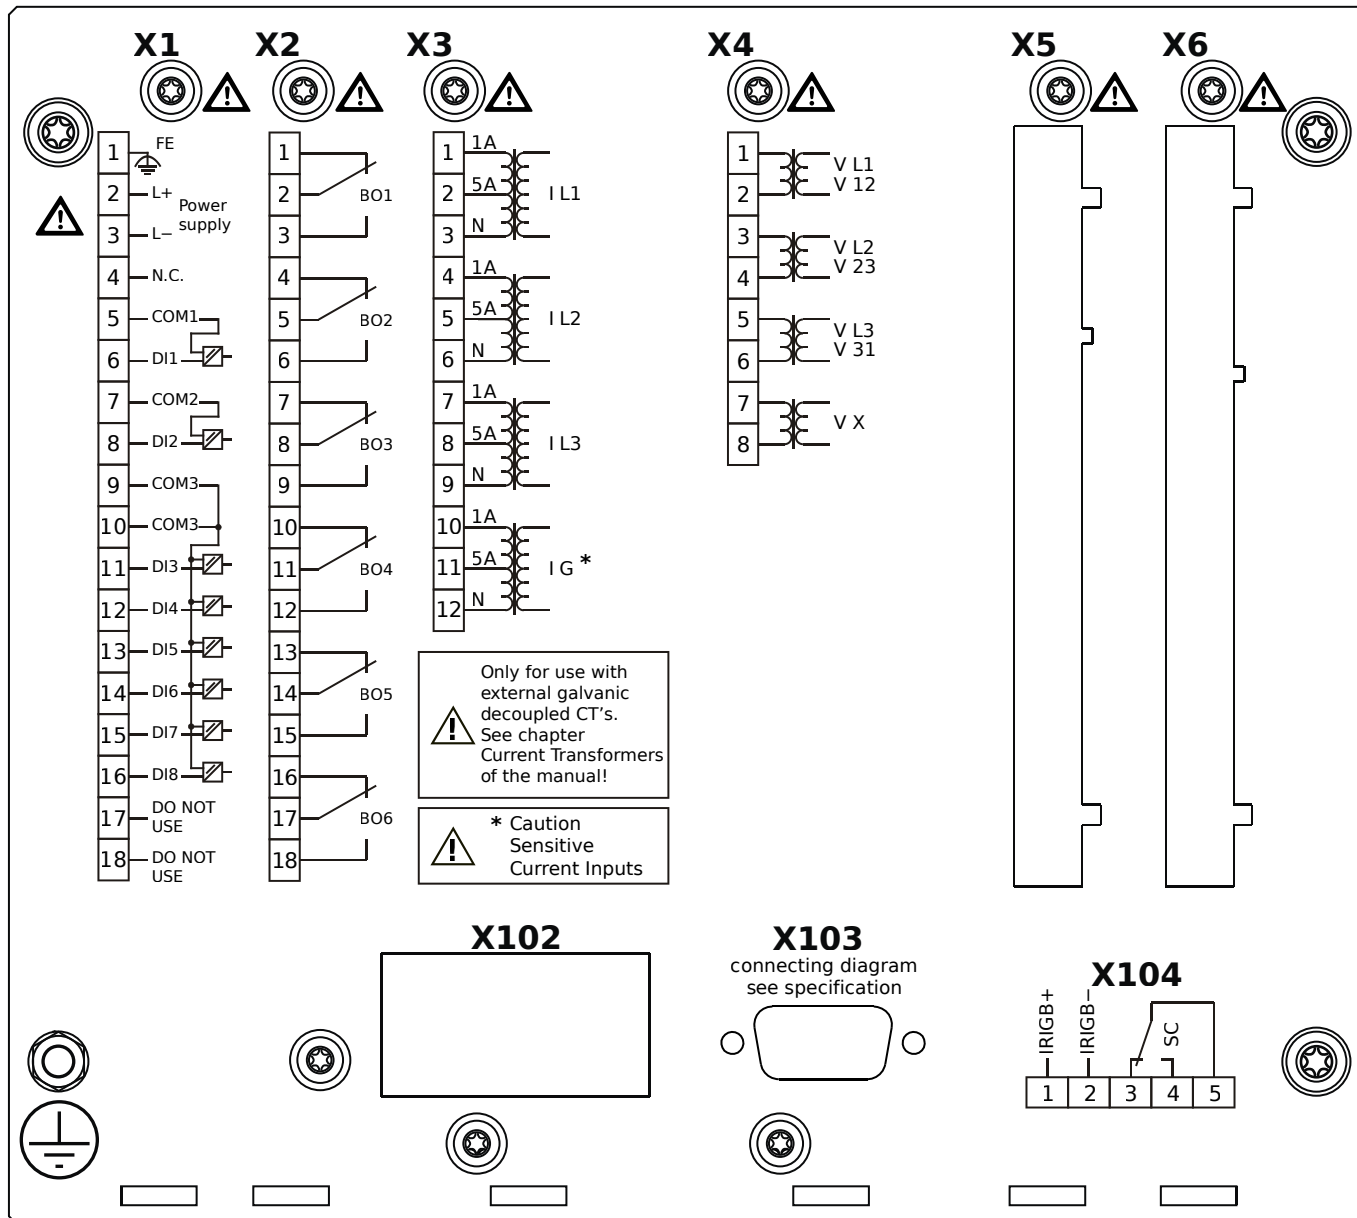 X1
X2
X3
X4
X5
X6
1
FE
2
L+
Power
supply
3
L−
4
N.C.
5
COM1
6
DI1
7
COM2
8
DI2
9
COM3
10
COM3
11
DI3
12
DI4
13
DI5
14
DI6
15
DI7
16
DI8
17
DO NOT
USE
18
DO NOT
USE
1
2
BO1
3
4
5
BO2
6
7
8
BO3
9
10
11
BO4
12
13
14
BO5
15
16
17
BO6
18
1
1A
2
5A
I L1
3
N
4
1A
5
5A
I L2
6
N
7
1A
8
5A
I L3
9
N
10
1A
11
5A
I G *
12
N
1
V L1
2
V 12
3
V L2
4
V 23
5
V L3
6
V 31
7
V X
8
Only for use with
external galvanic
decoupled CT's.
See chapter
Current Transformers
of the manual!
* Caution
Sensitive
Current Inputs
X102
X103
connecting diagram
see specification
X104
IRIGB+
IRIGB−
SC
1
2
3
4
5